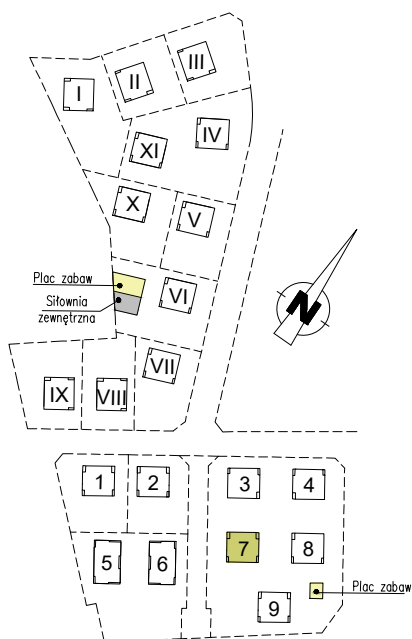 III
II
I
IV
XI
X
V
Plac zabaw
Siłownia
zewnętrzna
VI
N
VII
IX
VIII
1
2
3
4
5
6
7
8
Plac zabaw
9